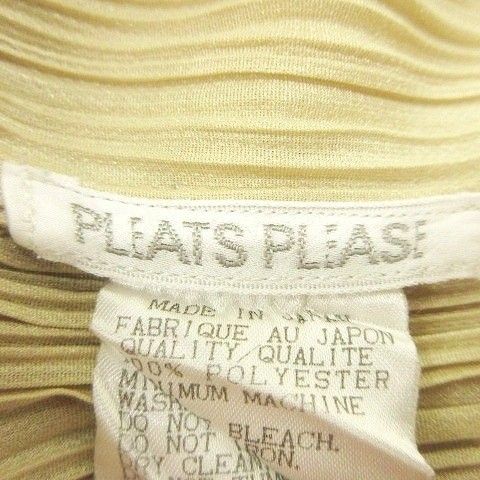 PLEATS PLEASE
MADE IN JAPAN
FABRIQUE AU JAPON
QUALITY/QUALITE
100% POLYESTER
MINIMUM MACHINE
WASH
DO NOT BLEACH.
DO NOT IRON.
DRY CLEAN